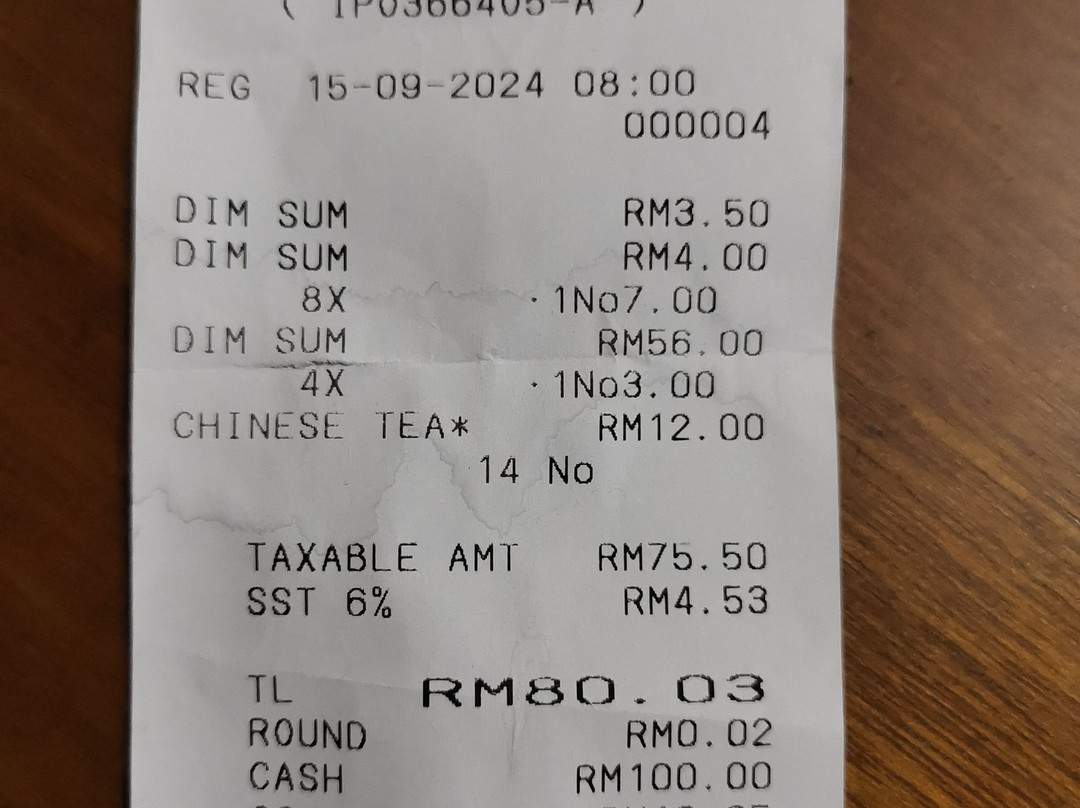 ( IP0366405-A )
REG 15-09-2024 08:00
000004
DIM SUM RM3.50
DIM SUM RM4.00
8X · 1No7.00
DIM SUM RM56.00
4X · 1No3.00
CHINESE TEA* RM12.00
14 No
TAXABLE AMT RM75.50
SST 6% RM4.53
TL RM80.03
ROUND RM0.02
CASH RM100.00